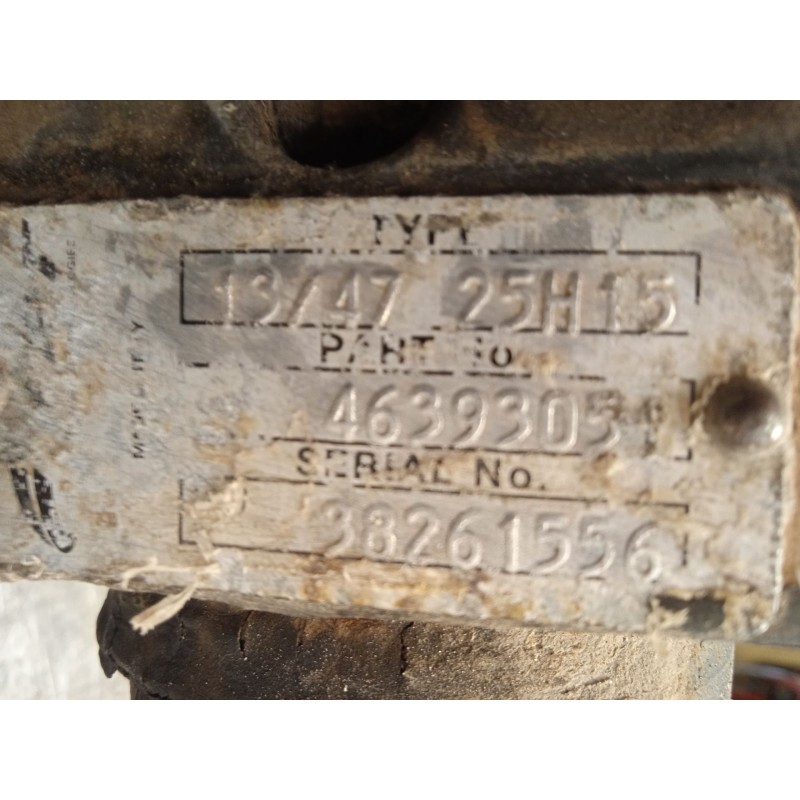 TYPE
13/47 25H15
PART No.
4639305
SERIAL No.
38261556